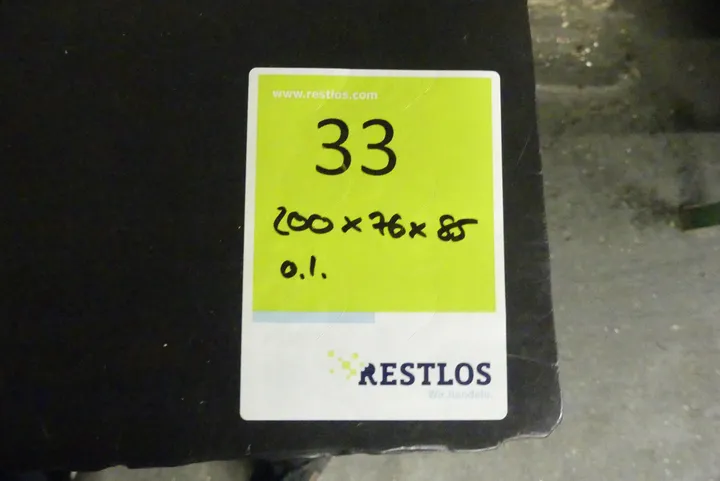 www.restlos.com
33
200 x 76 x 85
o.l.
RESTLOS
Wir handeln.